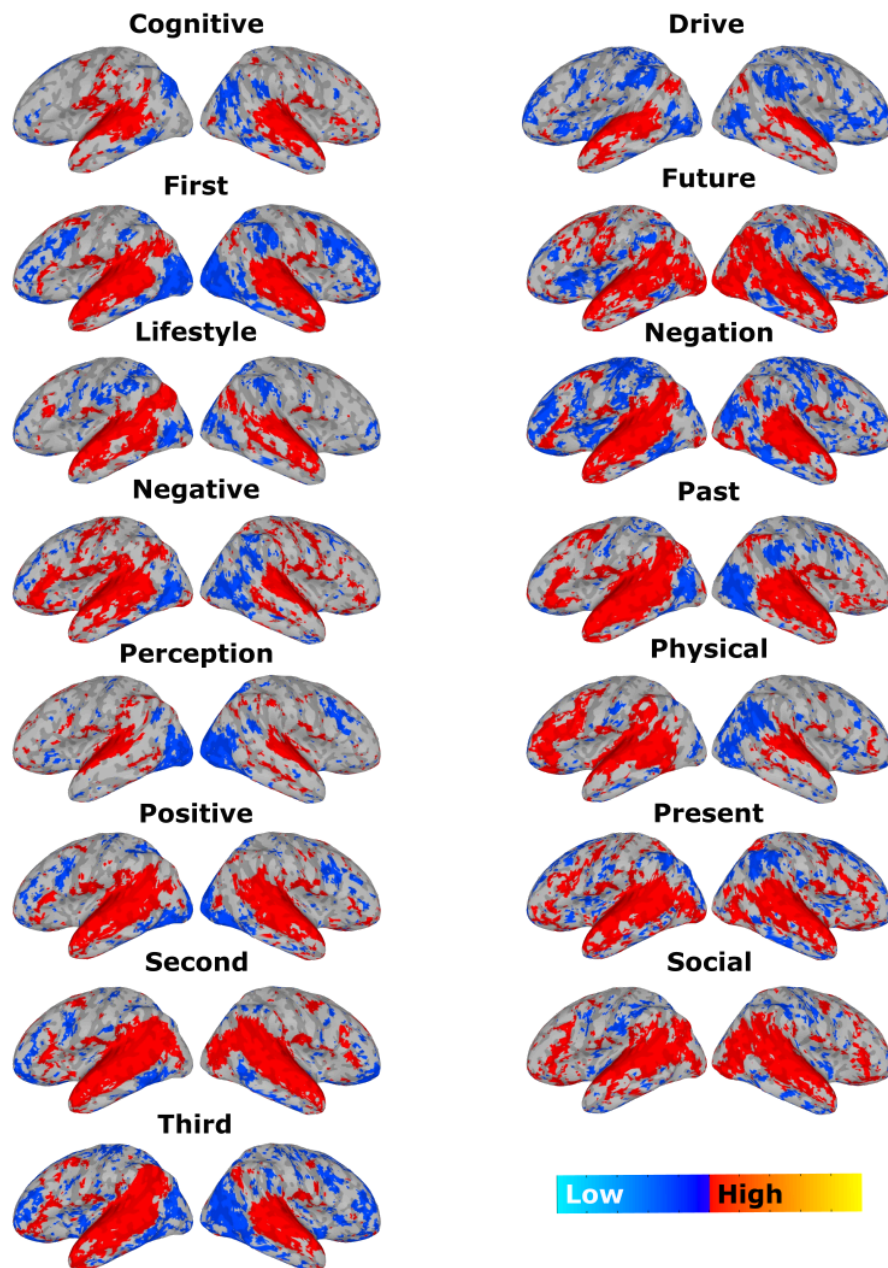 Cognitive
Drive
First
Future
Lifestyle
Negation
Negative
Past
Perception
Physical
Positive
Present
Second
Social
Third
Low High